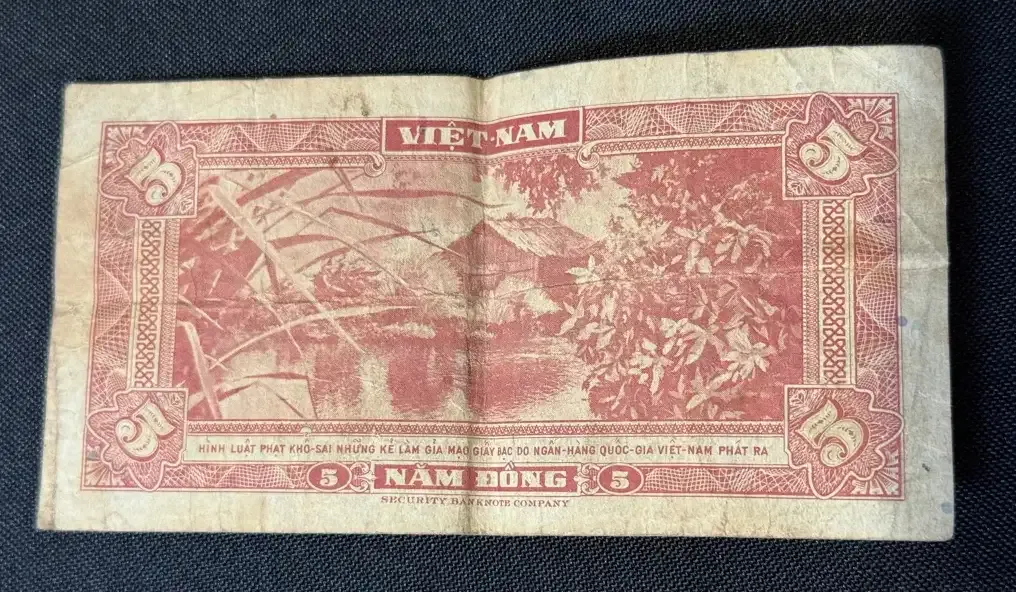 VIỆT-NAM
5 5
HÌNH LUẬT PHẠT KHỔ-SAI NHỮNG KẺ LÀM GIẢ MẠO GIẤY BẠC DO NGÂN-HÀNG QUỐC-GIA VIỆT-NAM PHÁT RA
5 5
5 NĂM ĐỒNG 5
SECURITY BANKNOTE COMPANY